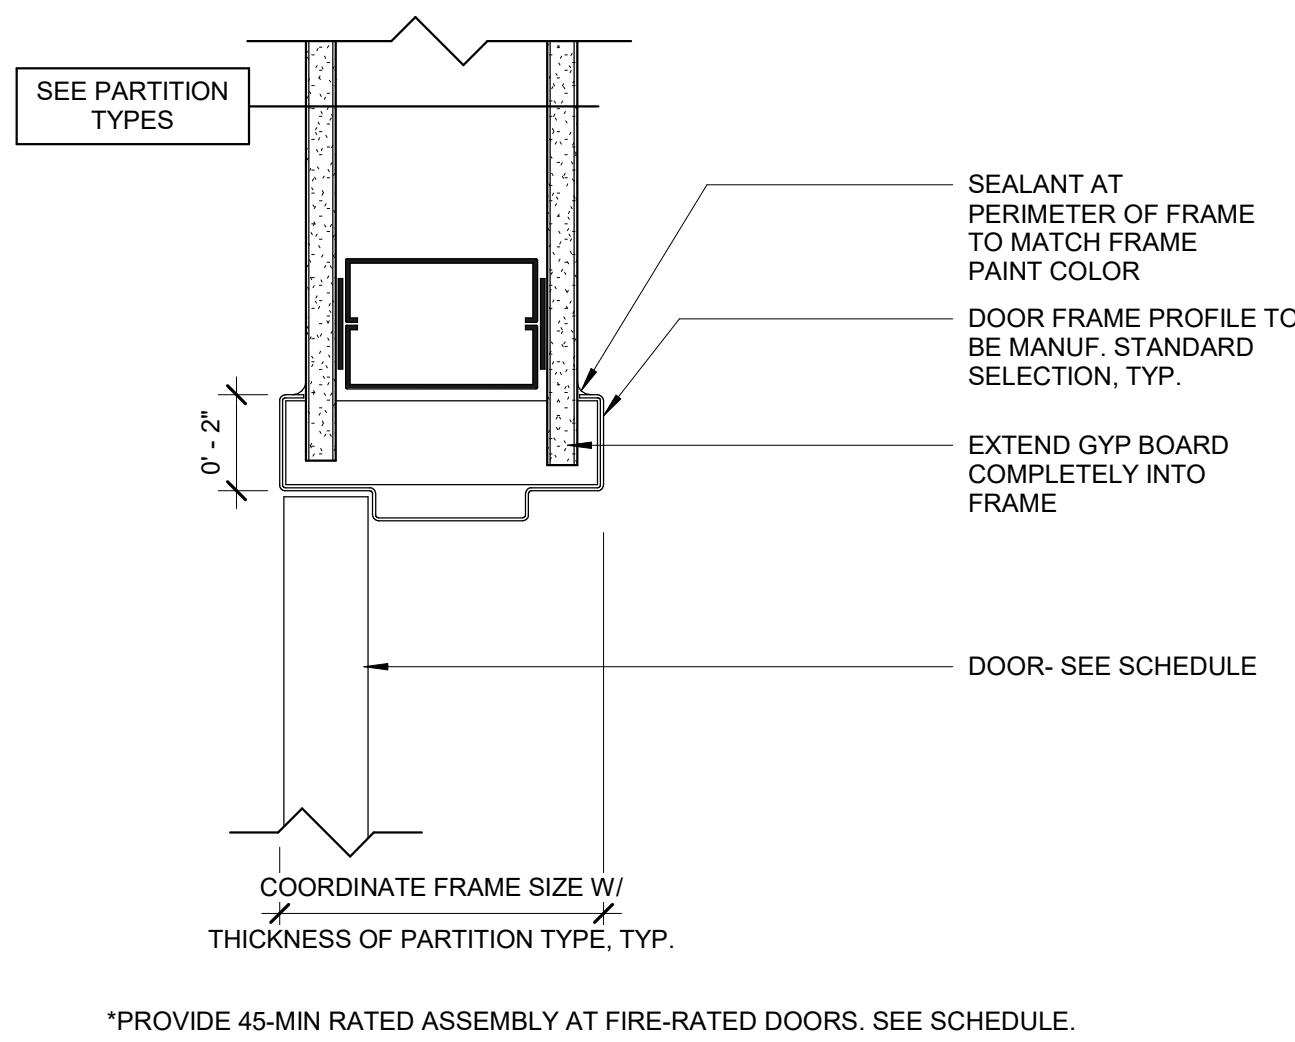 SEE PARTITION
TYPES
SEALANT AT
PERIMETER OF FRAME
TO MATCH FRAME
PAINT COLOR
DOOR FRAME PROFILE TO
BE MANUF. STANDARD
SELECTION, TYP.
EXTEND GYP BOARD
COMPLETELY INTO
FRAME
0' - 2"
DOOR- SEE SCHEDULE
COORDINATE FRAME SIZE W/
THICKNESS OF PARTITION TYPE, TYP.
*PROVIDE 45-MIN RATED ASSEMBLY AT FIRE-RATED DOORS. SEE SCHEDULE.